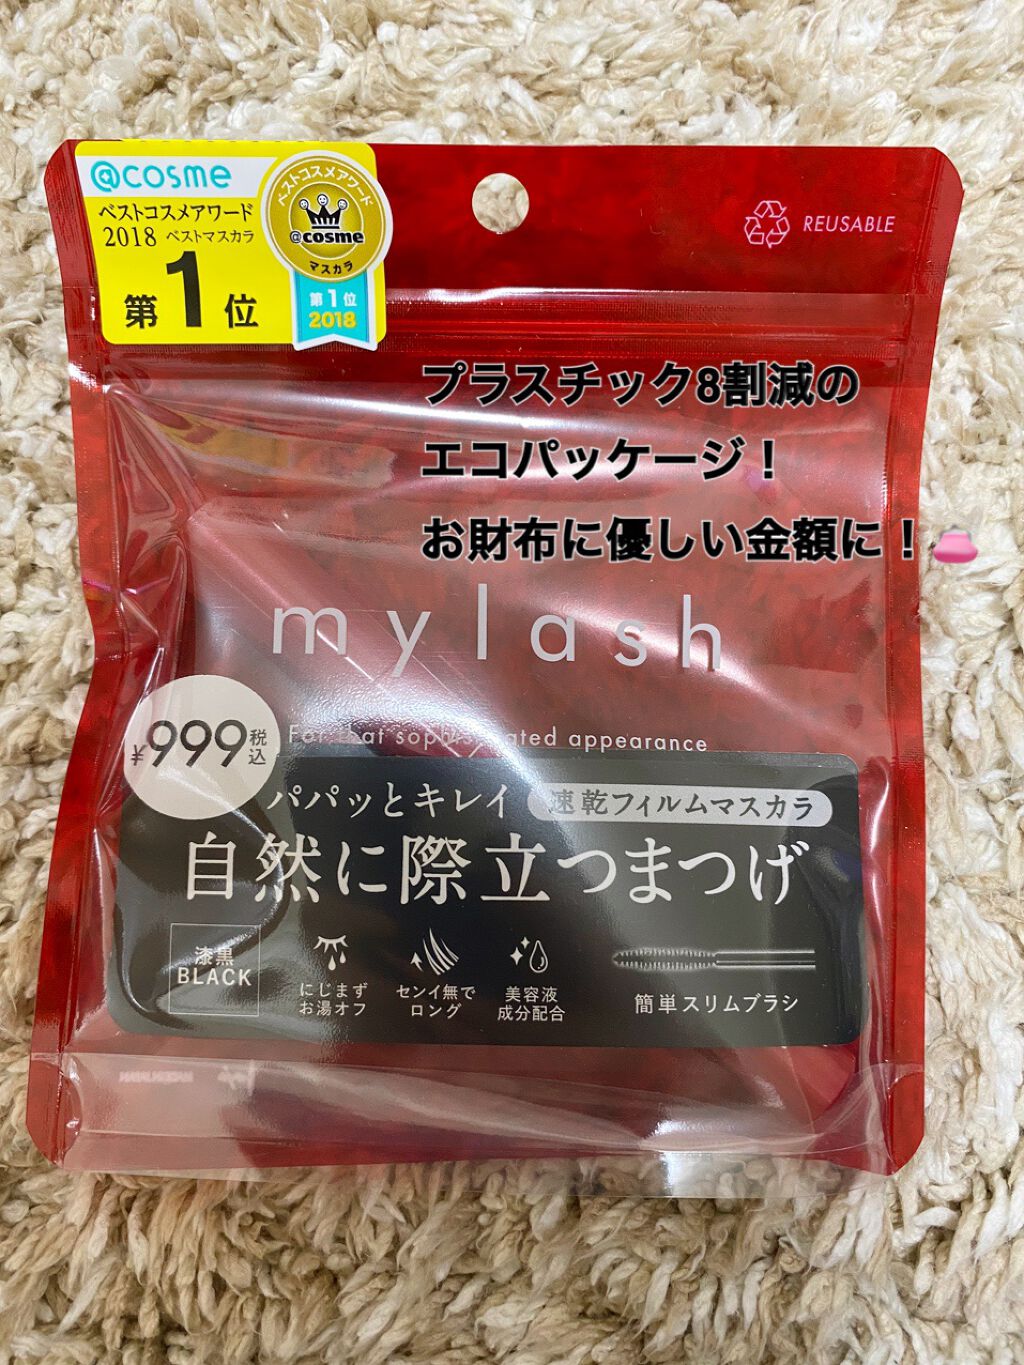 @cosme
ベストコスメアワード
2018 ベストマスカラ
第1位
ベストコスメアワード
@cosme
マスカラ
第1位
2018
REUSABLE
プラスチック8割減の
エコパッケージ！
お財布に優しい金額に！👛
mylash
For that sophisticated appearance
¥999税込
パパッとキレイ 速乾フィルムマスカラ
自然に際立つまつげ
漆黒
BLACK
にじまず
お湯オフ
センイ無で
ロング
美容液
成分配合
簡単スリムブラシ